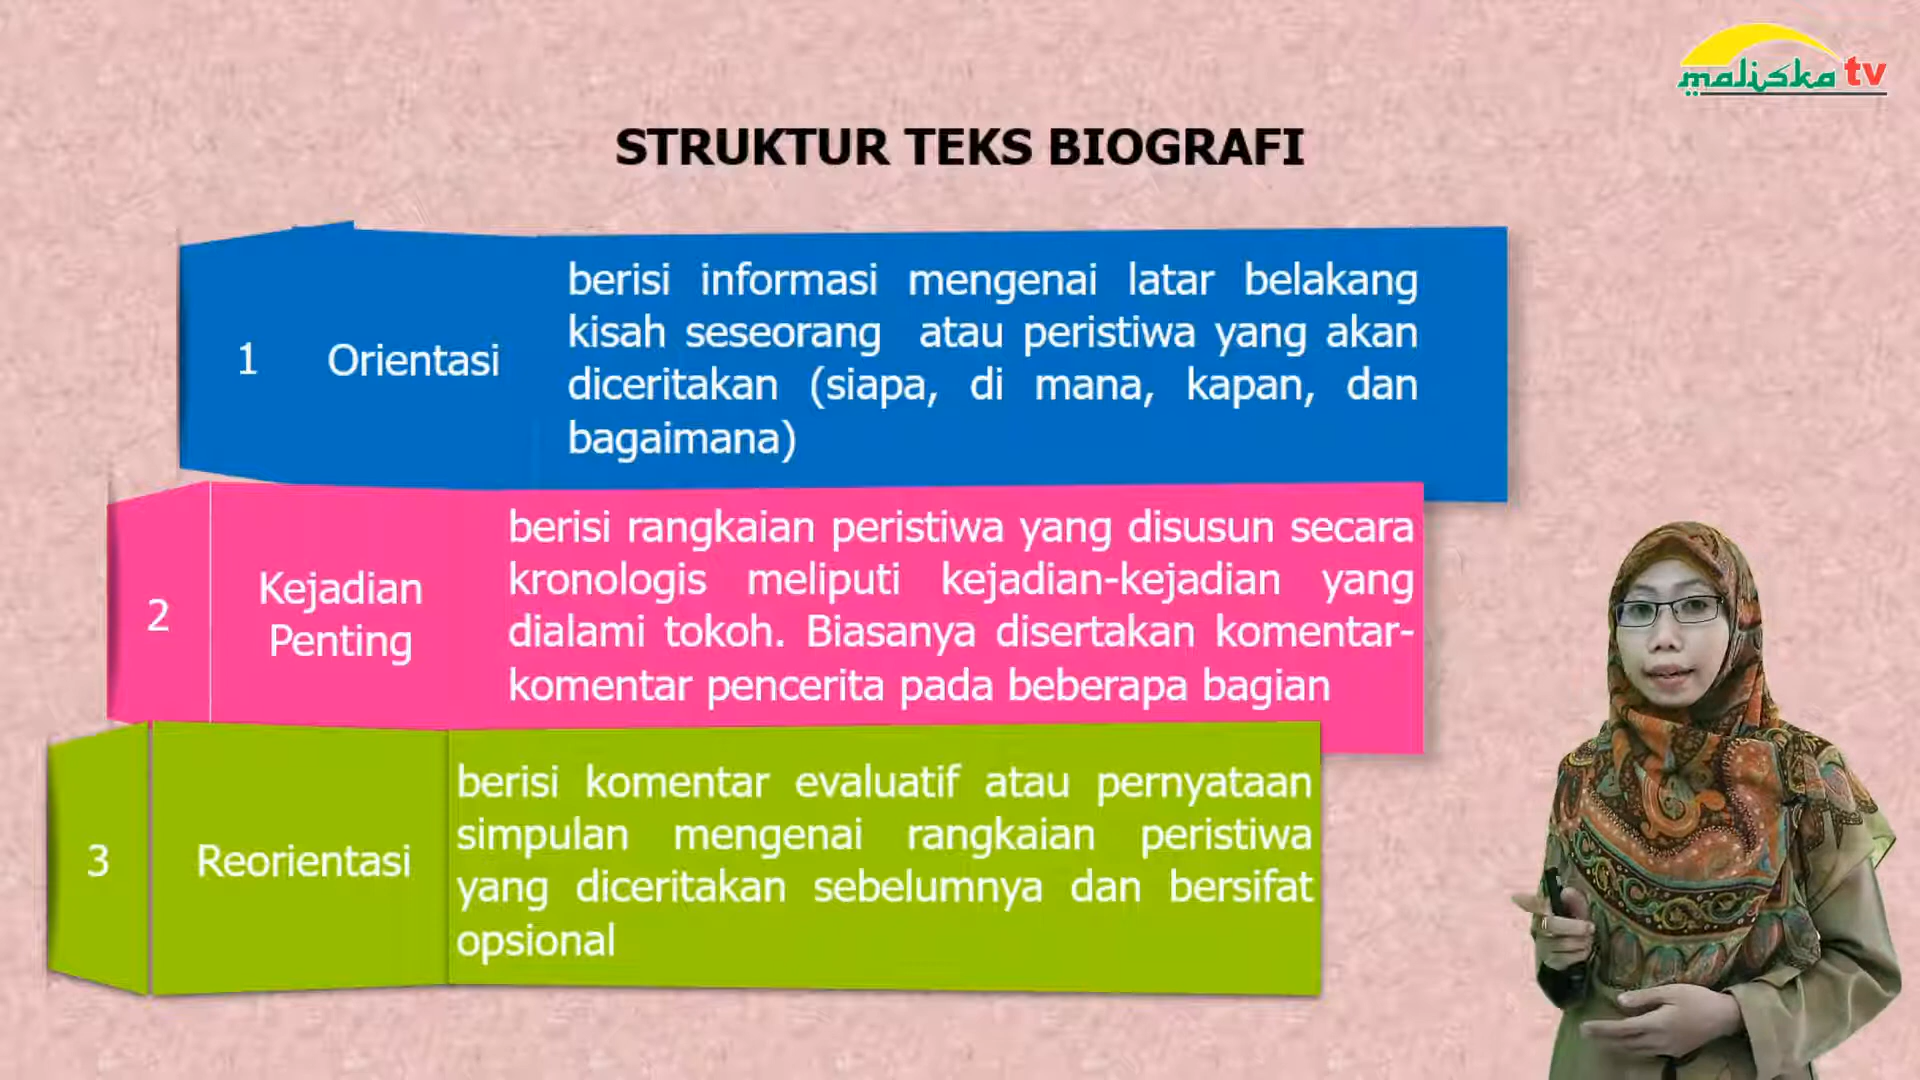 maliska tv
STRUKTUR TEKS BIOGRAFI
1
Orientasi
berisi informasi mengenai latar belakang
kisah seseorang atau peristiwa yang akan
diceritakan (siapa, di mana, kapan, dan
bagaimana)
2
Kejadian
Penting
berisi rangkaian peristiwa yang disusun secara
kronologis meliputi kejadian-kejadian yang
dialami tokoh. Biasanya disertakan komentar-
komentar pencerita pada beberapa bagian
3
Reorientasi
berisi komentar evaluatif atau pernyataan
simpulan mengenai rangkaian peristiwa
yang diceritakan sebelumnya dan bersifat
opsional